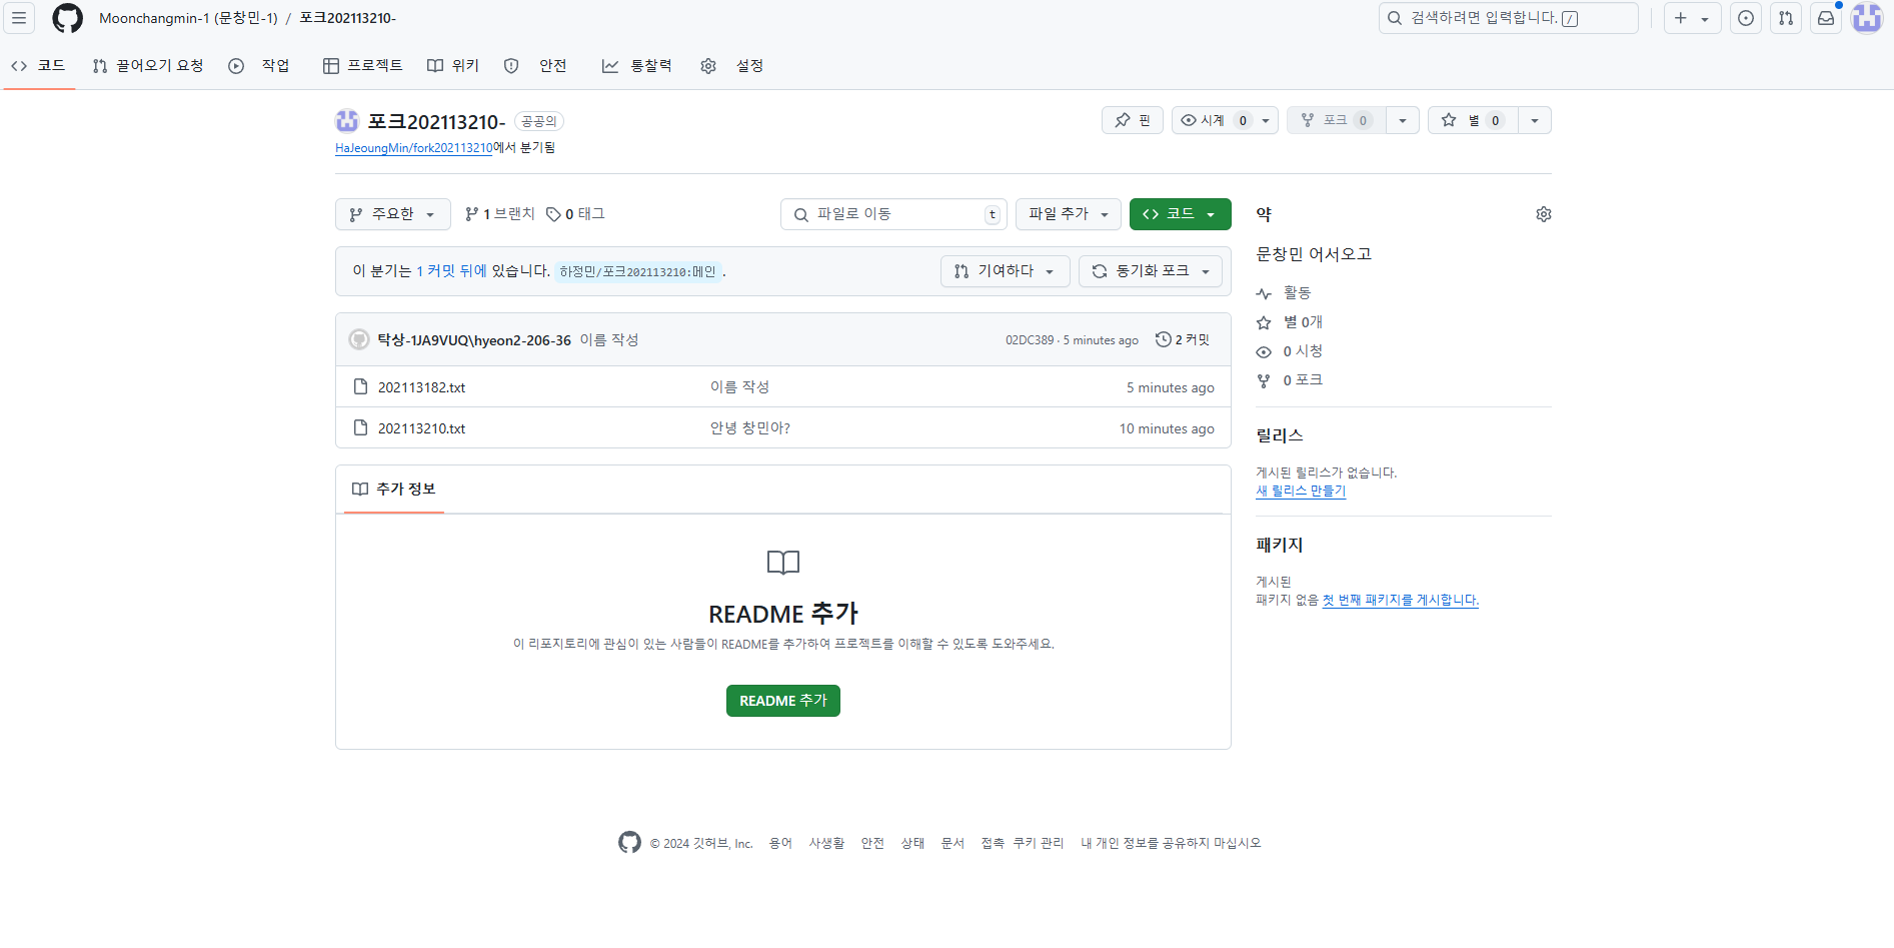 Moonchangmin-1 (문창민-1) / 포크202113210-
검색하려면 입력합니다. /
코드 끌어오기 요청 작업 프로젝트 위키 안전 통찰력 설정
포크202113210- 공공의
핀 시계 0 포크 0 별 0
HaJeoungMin/fork202113210에서 분기됨
주요한 1 브랜치 0 태그
파일로 이동 t 파일 추가 코드
이 분기는 1 커밋 뒤에 있습니다. 하정민/포크202113210:메인 .
기여하다 동기화 포크
탁상-1JA9VUQ\hyeon2-206-36 이름 작성 02DC389 · 5 minutes ago 2 커밋
202113182.txt 이름 작성 5 minutes ago
202113210.txt 안녕 창민아? 10 minutes ago
추가 정보
README 추가
이 리포지토리에 관심이 있는 사람들이 README를 추가하여 프로젝트를 이해할 수 있도록 도와주세요.
README 추가
약
문창민 어서오고
활동
별 0개
0 시청
0 포크
릴리스
게시된 릴리스가 없습니다.
새 릴리스 만들기
패키지
게시된
패키지 없음 첫 번째 패키지를 게시합니다.
© 2024 깃허브, Inc. 용어 사생활 안전 상태 문서 접촉 쿠키 관리 내 개인 정보를 공유하지 마십시오